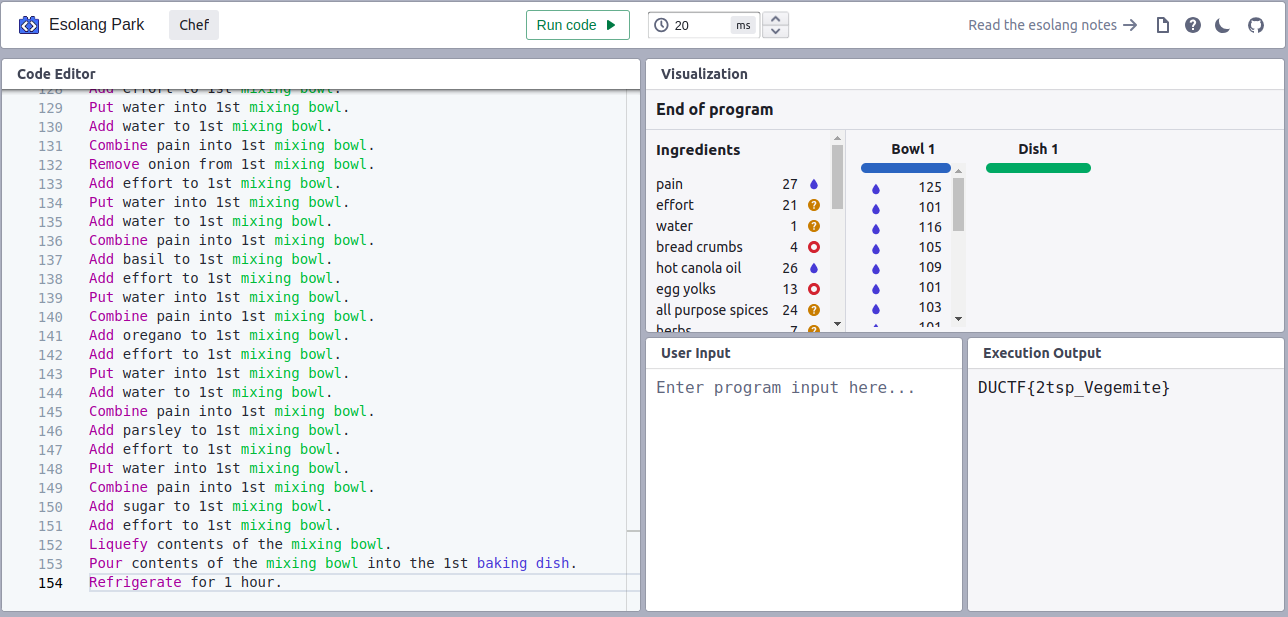 Esolang Park
Chef
Run code
20 ms
Read the esolang notes
Code Editor
128 Add effort to 1st mixing bowl.
129 Put water into 1st mixing bowl.
130 Add water to 1st mixing bowl.
131 Combine pain into 1st mixing bowl.
132 Remove onion from 1st mixing bowl.
133 Add effort to 1st mixing bowl.
134 Put water into 1st mixing bowl.
135 Add water to 1st mixing bowl.
136 Combine pain into 1st mixing bowl.
137 Add basil to 1st mixing bowl.
138 Add effort to 1st mixing bowl.
139 Put water into 1st mixing bowl.
140 Combine pain into 1st mixing bowl.
141 Add oregano to 1st mixing bowl.
142 Add effort to 1st mixing bowl.
143 Put water into 1st mixing bowl.
144 Add water to 1st mixing bowl.
145 Combine pain into 1st mixing bowl.
146 Add parsley to 1st mixing bowl.
147 Add effort to 1st mixing bowl.
148 Put water into 1st mixing bowl.
149 Combine pain into 1st mixing bowl.
150 Add sugar to 1st mixing bowl.
151 Add effort to 1st mixing bowl.
152 Liquefy contents of the mixing bowl.
153 Pour contents of the mixing bowl into the 1st baking dish.
154 Refrigerate for 1 hour.
Visualization
End of program
Ingredients
pain 27
effort 21 ?
water 1 ?
bread crumbs 4
hot canola oil 26
egg yolks 13
all purpose spices 24 ?
herbs 7 ?
Bowl 1
125
101
116
105
109
101
103
101
Dish 1
User Input
Enter program input here...
Execution Output
DUCTF{2tsp_Vegemite}